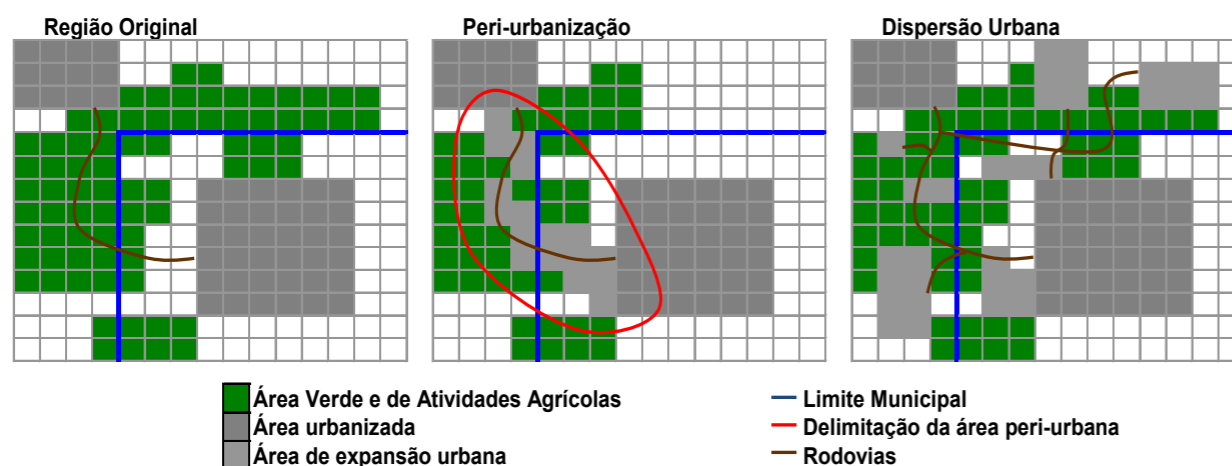 Região Original
Peri-urbanização
Dispersão Urbana
Área Verde e de Atividades Agrícolas
Área urbanizada
Área de expansão urbana
Limite Municipal
Delimitação da área peri-urbana
Rodovias